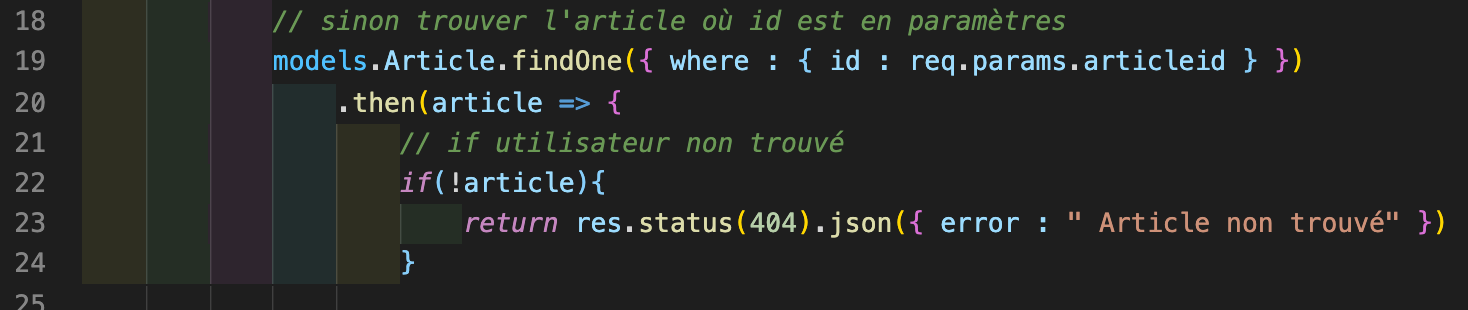 18 // sinon trouver l'article où id est en paramètres
19 models.Article.findOne({ where : { id : req.params.articleid } })
20 .then(article => {
21 // if utilisateur non trouvé
22 if(!article){
23 return res.status(404).json({ error : " Article non trouvé" })
24 }
25